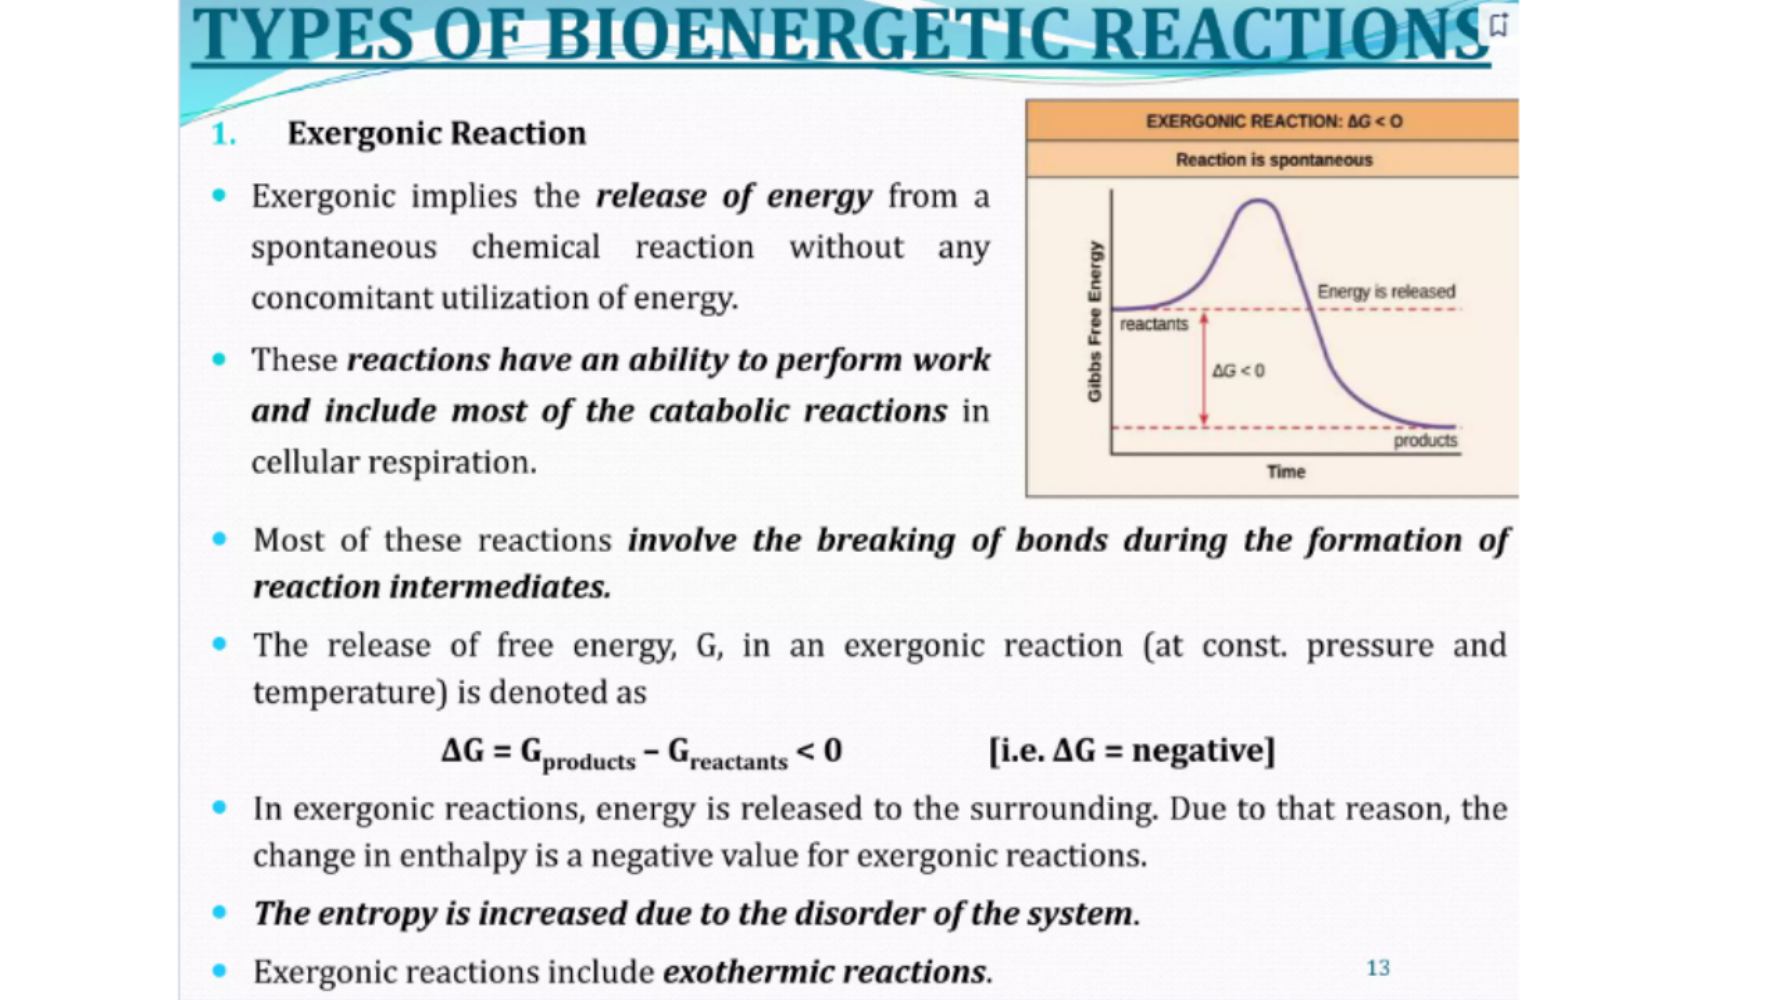 TYPES OF BIOENERGETIC REACTIONS
1. Exergonic Reaction
• Exergonic implies the release of energy from a
spontaneous chemical reaction without any
concomitant utilization of energy.
• These reactions have an ability to perform work
and include most of the catabolic reactions in
cellular respiration.
EXERGONIC REACTION: ΔG < O
Reaction is spontaneous
Gibbs Free Energy
Energy is released
reactants
ΔG < 0
products
Time
• Most of these reactions involve the breaking of bonds during the formation of
reaction intermediates.
• The release of free energy, G, in an exergonic reaction (at const. pressure and
temperature) is denoted as
ΔG = Gproducts – Greactants < 0 [i.e. ΔG = negative]
• In exergonic reactions, energy is released to the surrounding. Due to that reason, the
change in enthalpy is a negative value for exergonic reactions.
• The entropy is increased due to the disorder of the system.
• Exergonic reactions include exothermic reactions.
13